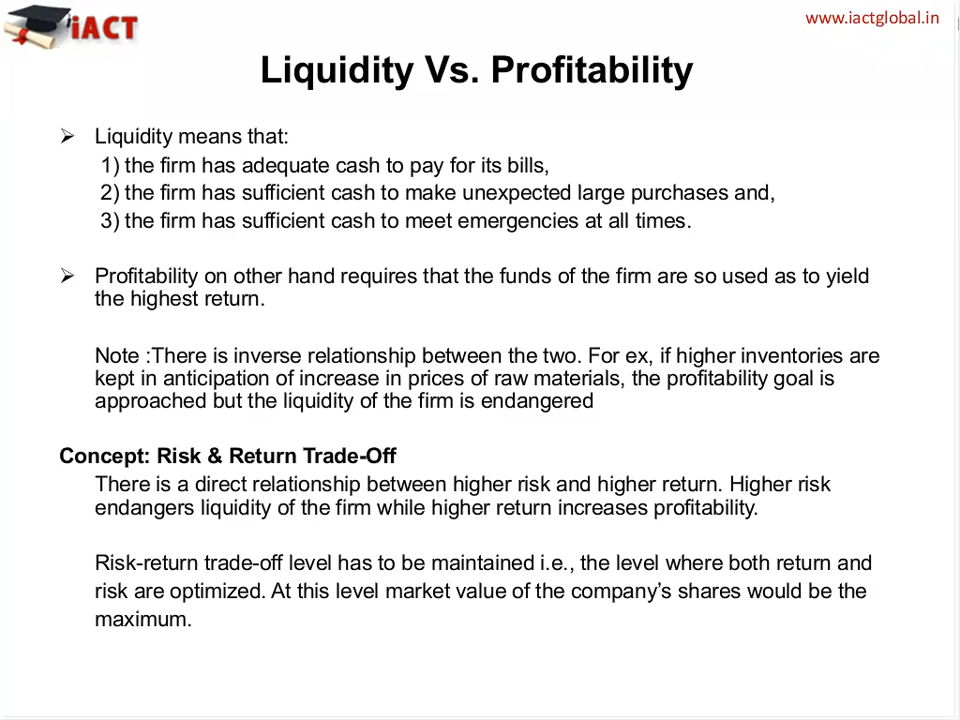 iACT
www.iactglobal.in
Liquidity Vs. Profitability
Liquidity means that:
1) the firm has adequate cash to pay for its bills,
2) the firm has sufficient cash to make unexpected large purchases and,
3) the firm has sufficient cash to meet emergencies at all times.
Profitability on other hand requires that the funds of the firm are so used as to yield
the highest return.
Note :There is inverse relationship between the two. For ex, if higher inventories are
kept in anticipation of increase in prices of raw materials, the profitability goal is
approached but the liquidity of the firm is endangered
Concept: Risk & Return Trade-Off
There is a direct relationship between higher risk and higher return. Higher risk
endangers liquidity of the firm while higher return increases profitability.
Risk-return trade-off level has to be maintained i.e., the level where both return and
risk are optimized. At this level market value of the company’s shares would be the
maximum.